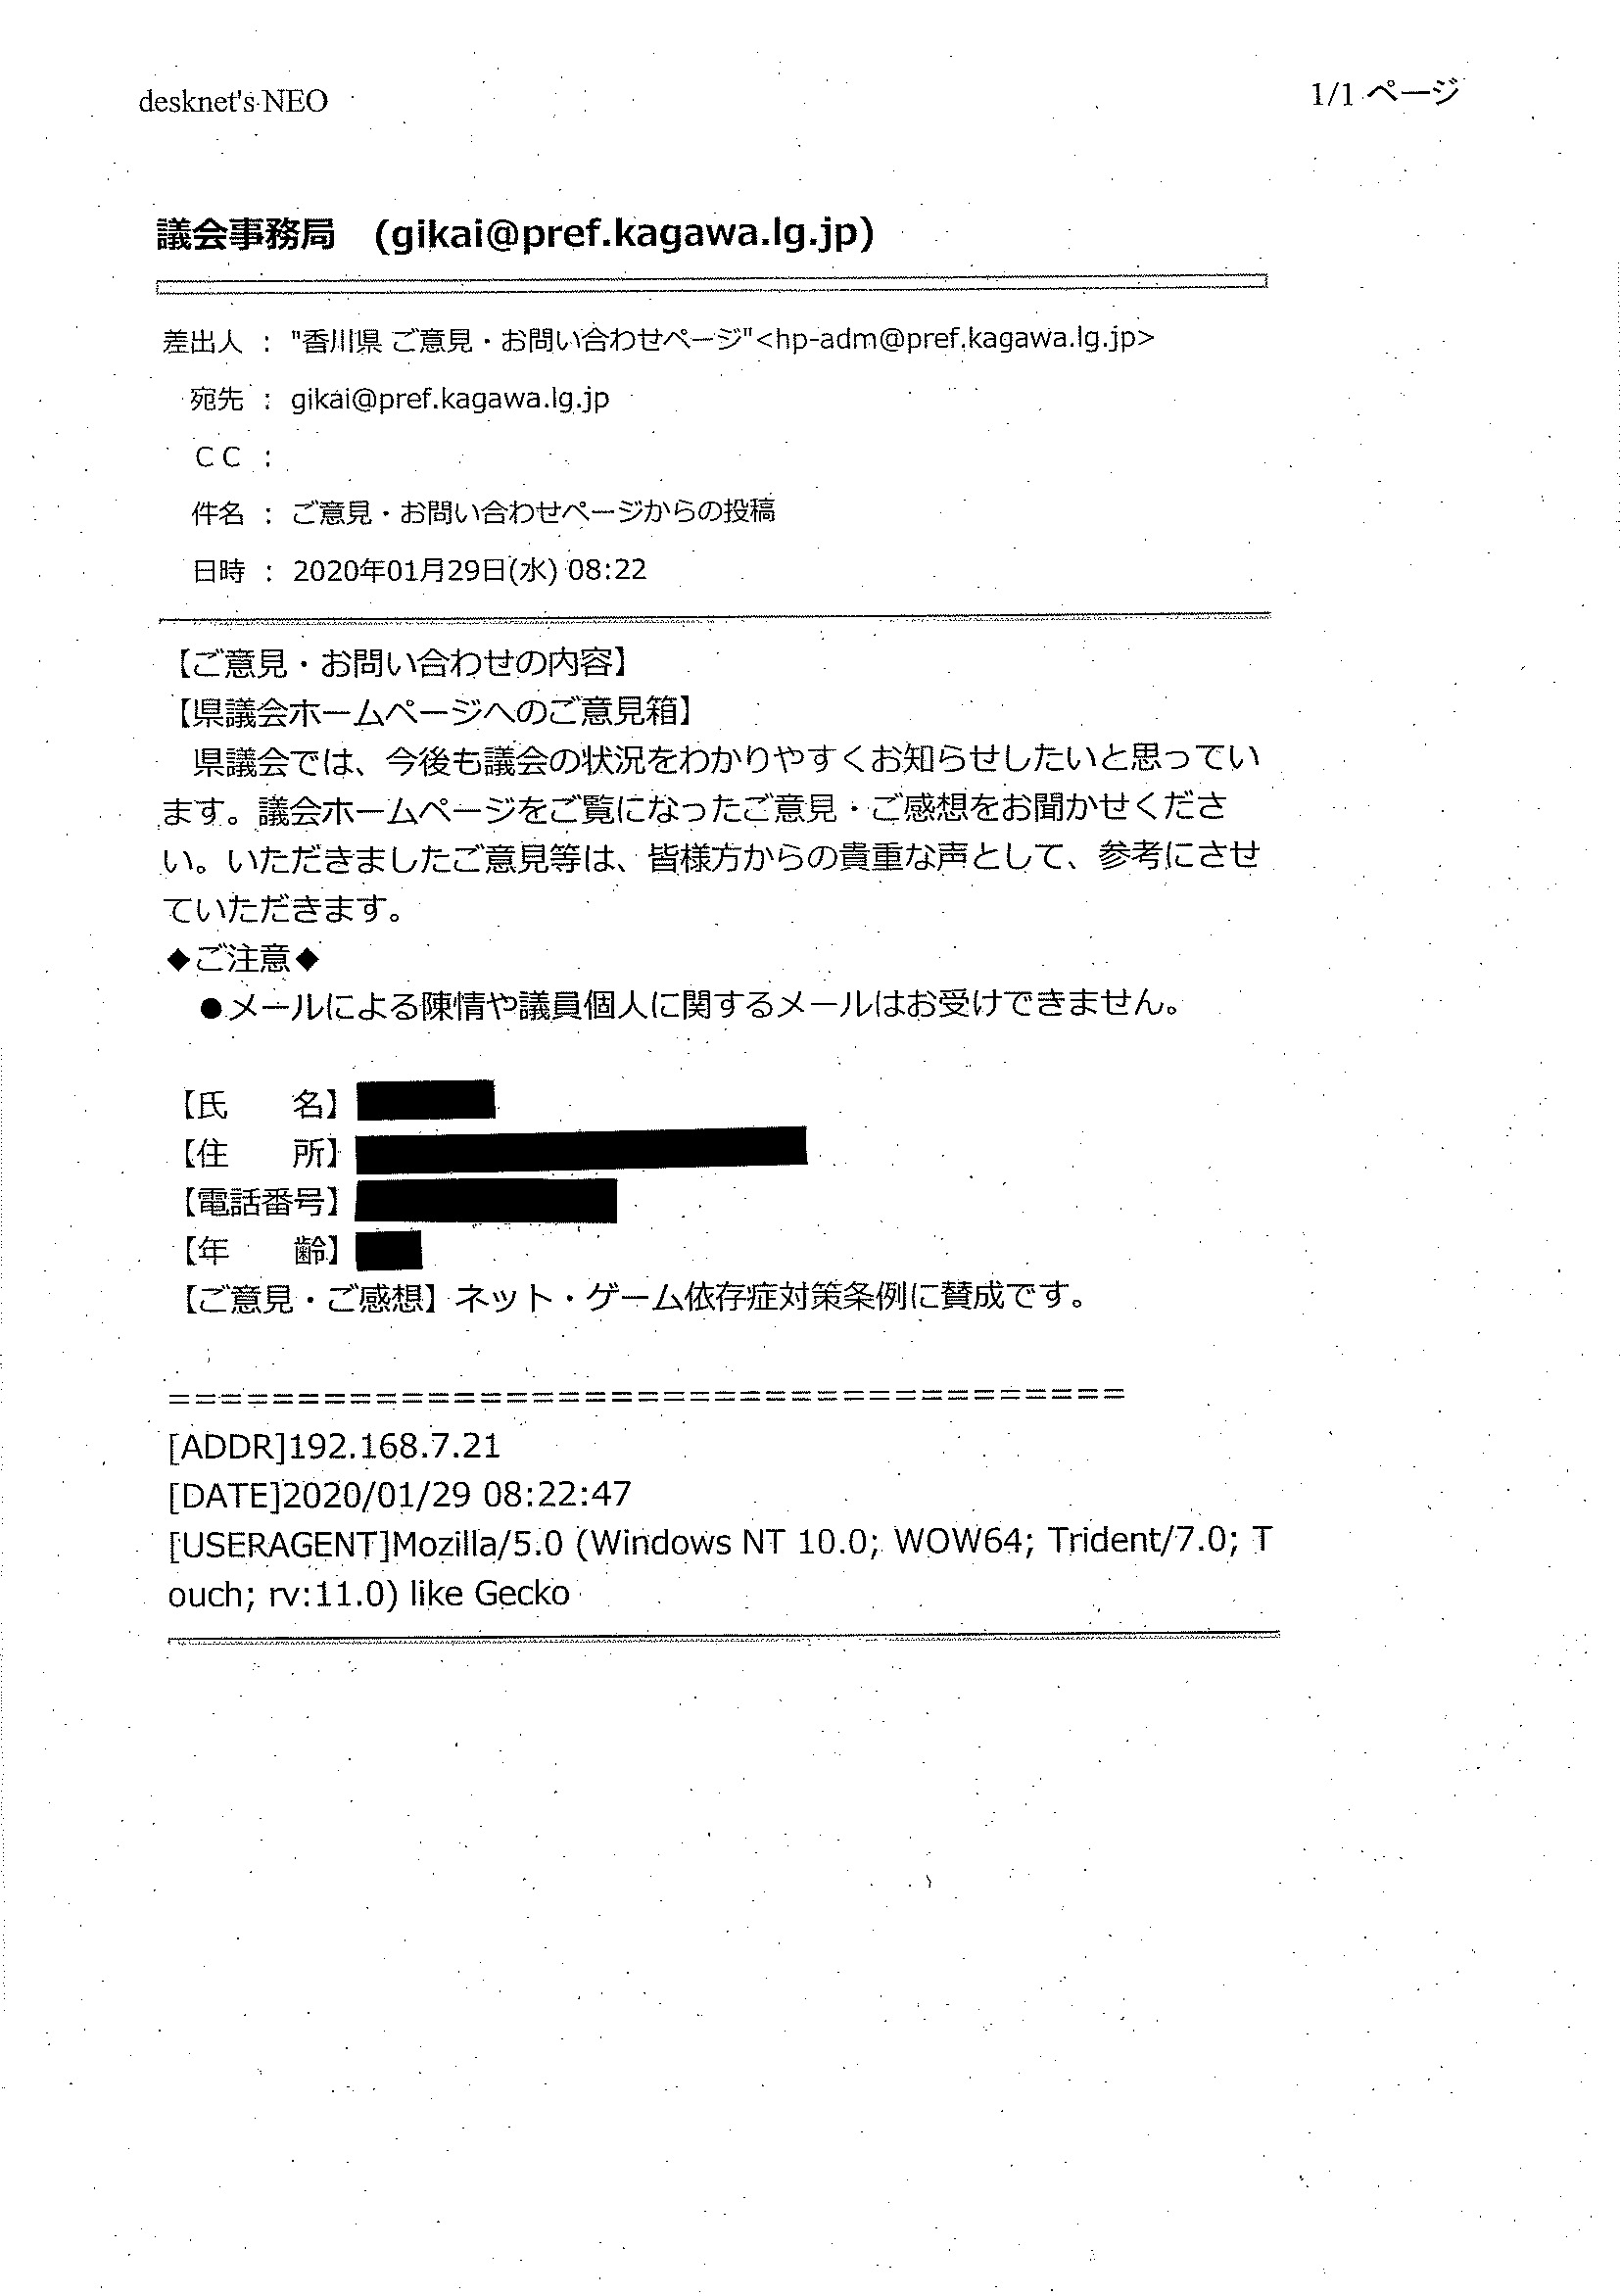 desknet's NEO
1/1 ページ
議会事務局　(gikai@pref.kagawa.lg.jp)
差出人 ： "香川県 ご意見・お問い合わせページ"<hp-adm@pref.kagawa.lg.jp>
宛先 ： gikai@pref.kagawa.lg.jp
ＣＣ ：
件名 ： ご意見・お問い合わせページからの投稿
日時 ： 2020年01月29日(水) 08:22
【ご意見・お問い合わせの内容】
【県議会ホームページへのご意見箱】
　県議会では、今後も議会の状況をわかりやすくお知らせしたいと思ってい
ます。議会ホームページをご覧になったご意見・ご感想をお聞かせくださ
い。いただきましたご意見等は、皆様方からの貴重な声として、参考にさせ
ていただきます。
◆ご注意◆
　●メールによる陳情や議員個人に関するメールはお受けできません。
【氏　　名】
【住　　所】
【電話番号】
【年　　齢】
【ご意見・ご感想】ネット・ゲーム依存症対策条例に賛成です。
=====================================
[ADDR]192.168.7.21
[DATE]2020/01/29 08:22:47
[USERAGENT]Mozilla/5.0 (Windows NT 10.0; WOW64; Trident/7.0; T
ouch; rv:11.0) like Gecko